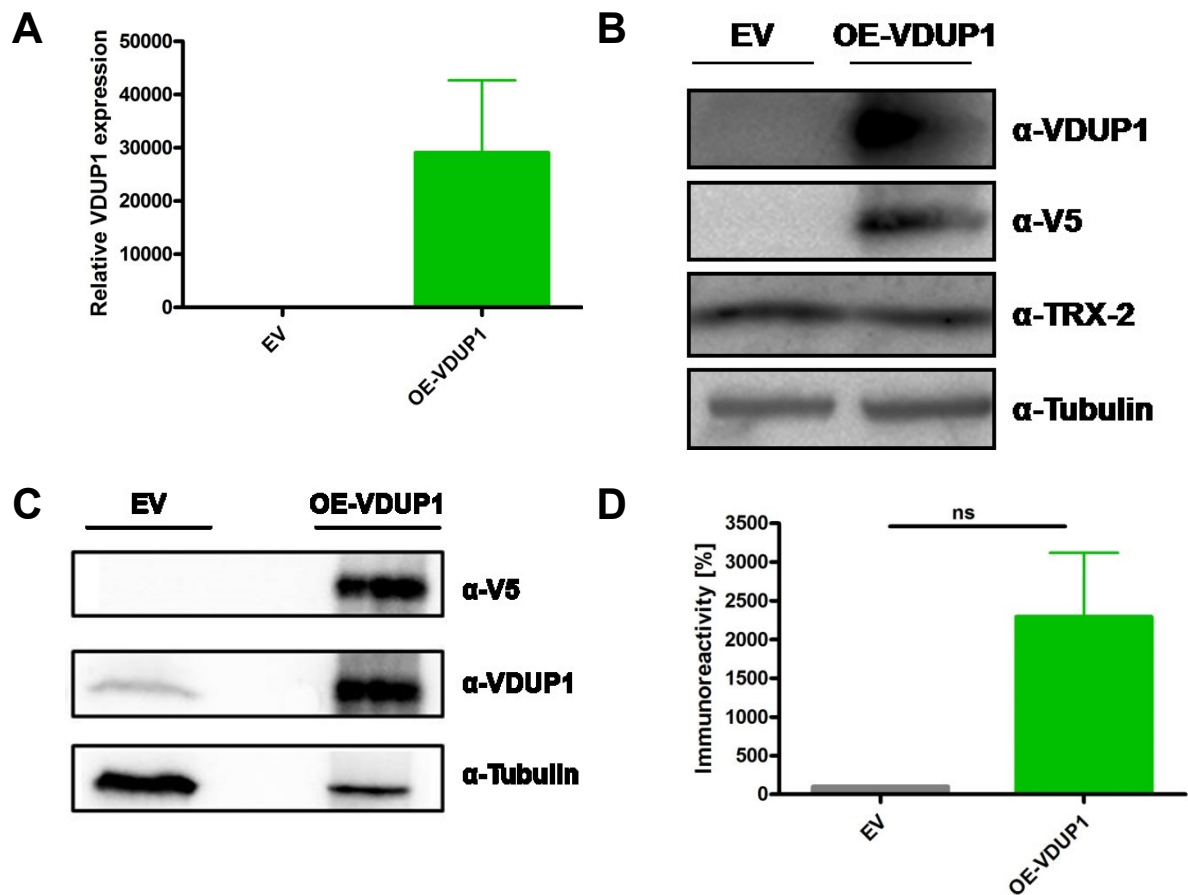 A
Relative VDUP1 expression
50000
40000
30000
20000
10000
0
EV
OE-VDUP1
B
EV OE-VDUP1
α-VDUP1
α-V5
α-TRX-2
α-Tubulin
C
EV OE-VDUP1
α-V5
α-VDUP1
α-Tubulin
D
Immunoreactivity [%]
3500
3000
2500
2000
1500
1000
500
0
ns
EV
OE-VDUP1